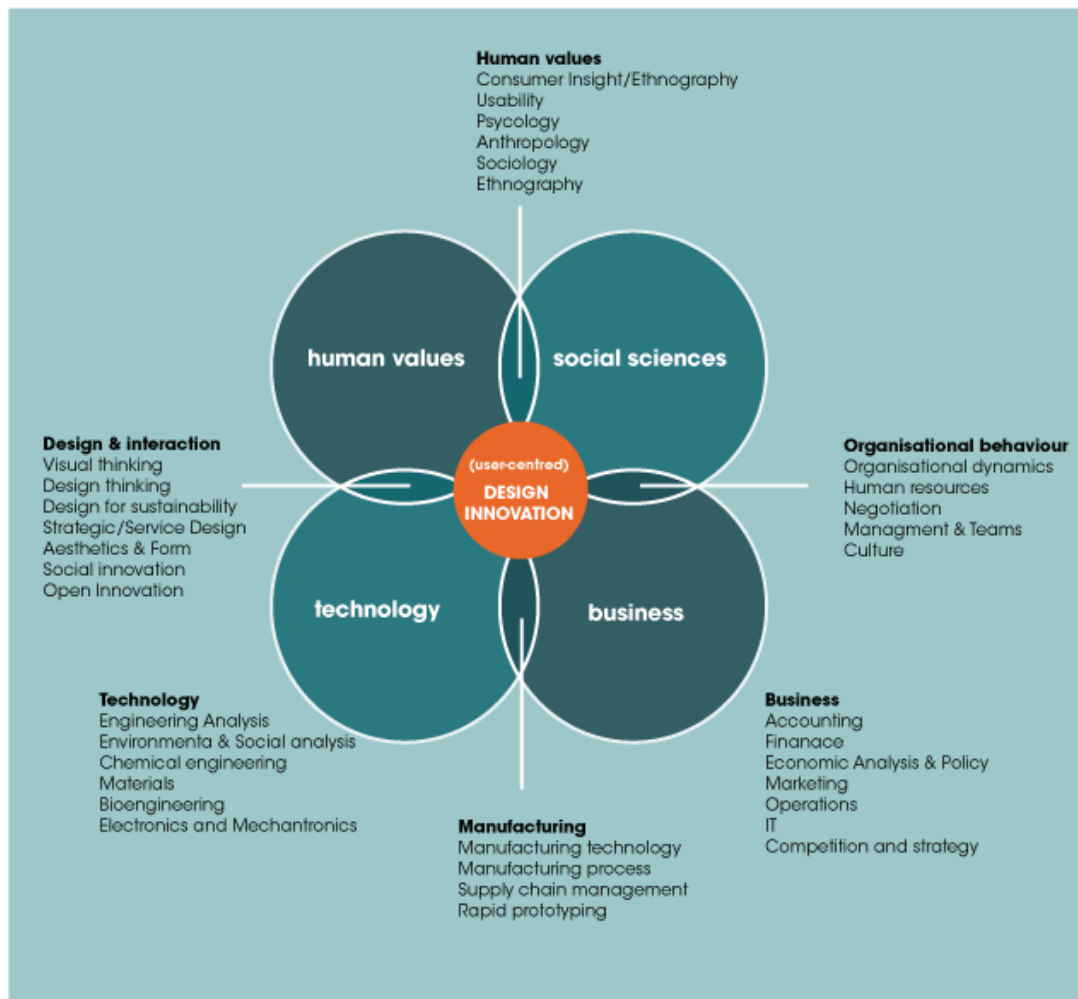 Human values
Consumer Insight/Ethnography
Usability
Psycology
Anthropology
Sociology
Ethnography
human values
social sciences
Design & interaction
Visual thinking
Design thinking
Design for sustainability
Strategic/Service Design
Aesthetics & Form
Social innovation
Open Innovation
(user-centred)
DESIGN
INNOVATION
Organisational behaviour
Organisational dynamics
Human resources
Negotiation
Managment & Teams
Culture
technology
business
Technology
Engineering Analysis
Environmenta & Social analysis
Chemical engineering
Materials
Bioengineering
Electronics and Mechantronics
Manufacturing
Manufacturing technology
Manufacturing process
Supply chain management
Rapid prototyping
Business
Accounting
Finanace
Economic Analysis & Policy
Marketing
Operations
IT
Competition and strategy